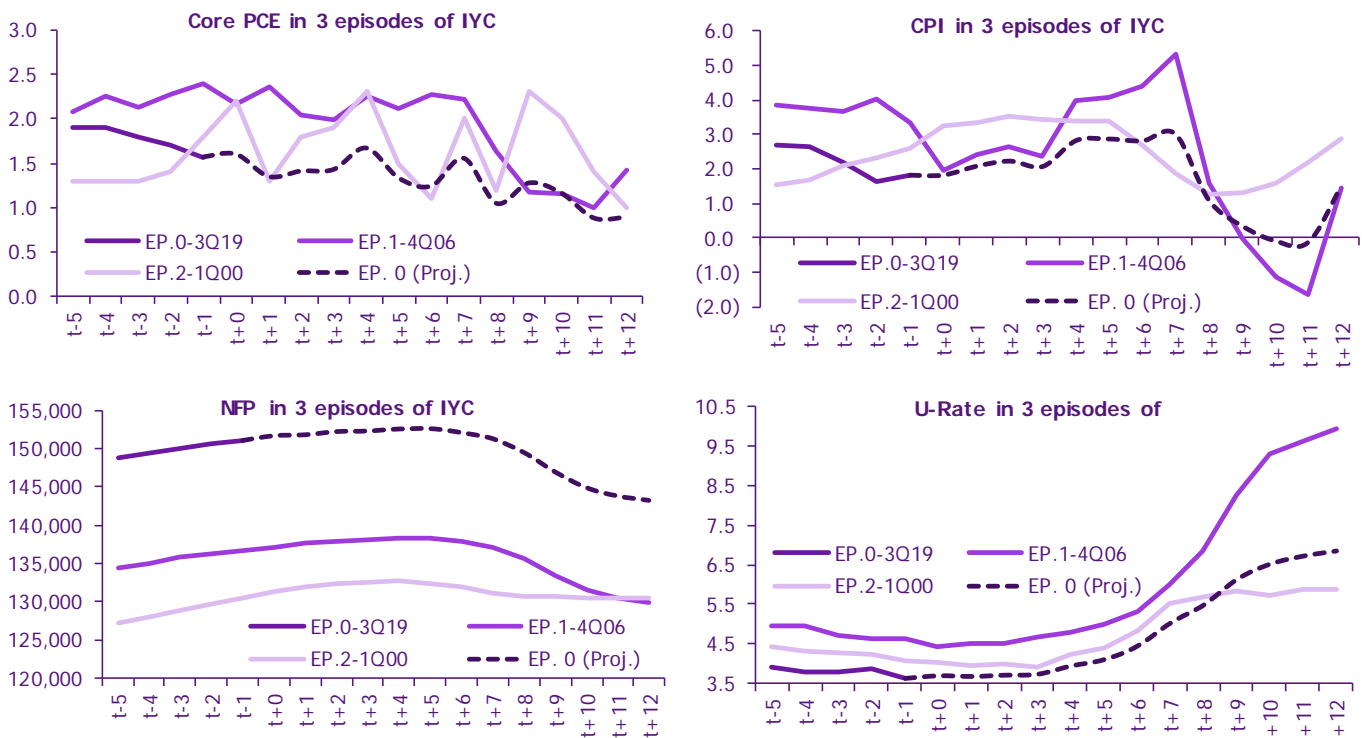 Core PCE in 3 episodes of IYC
3.0
2.5
2.0
1.5
1.0
0.5
0.0
EP.0-3Q19
EP.1-4Q06
EP.2-1Q00
EP. 0 (Proj.)
t-5
t-4
t-3
t-2
t-1
t+0
t+1
t+2
t+3
t+4
t+5
t+6
t+7
t+8
t+9
t+10
t+11
t+12
CPI in 3 episodes of IYC
6.0
5.0
4.0
3.0
2.0
1.0
0.0
(1.0)
(2.0)
EP.0-3Q19
EP.1-4Q06
EP.2-1Q00
EP. 0 (Proj.)
t-5
t-4
t-3
t-2
t-1
t+0
t+1
t+2
t+3
t+4
t+5
t+6
t+7
t+8
t+9
t+10
t+11
t+12
NFP in 3 episodes of IYC
155,000
150,000
145,000
140,000
135,000
130,000
125,000
120,000
EP.0-3Q19
EP.1-4Q06
EP.2-1Q00
EP. 0 (Proj.)
t-5
t-4
t-3
t-2
t-1
t+0
t+1
t+2
t+3
t+4
t+5
t+6
t+7
t+8
t+9
t+10
t+11
t+12
U-Rate in 3 episodes of
10.5
9.5
8.5
7.5
6.5
5.5
4.5
3.5
EP.0-3Q19
EP.1-4Q06
EP.2-1Q00
EP. 0 (Proj.)
t-5
t-4
t-3
t-2
t-1
t+0
t+1
t+2
t+3
t+4
t+5
t+6
t+7
t+8
t+9
+10
+11
+12